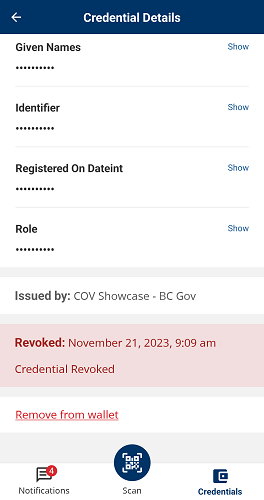 Credential Details
Given Names Show
••••••••••
Identifier Show
••••••••••
Registered On Dateint Show
••••••••••
Role Show
••••••••••
Issued by: COV Showcase - BC Gov
Revoked: November 21, 2023, 9:09 am
Credential Revoked
Remove from wallet
4
Notifications Scan Credentials